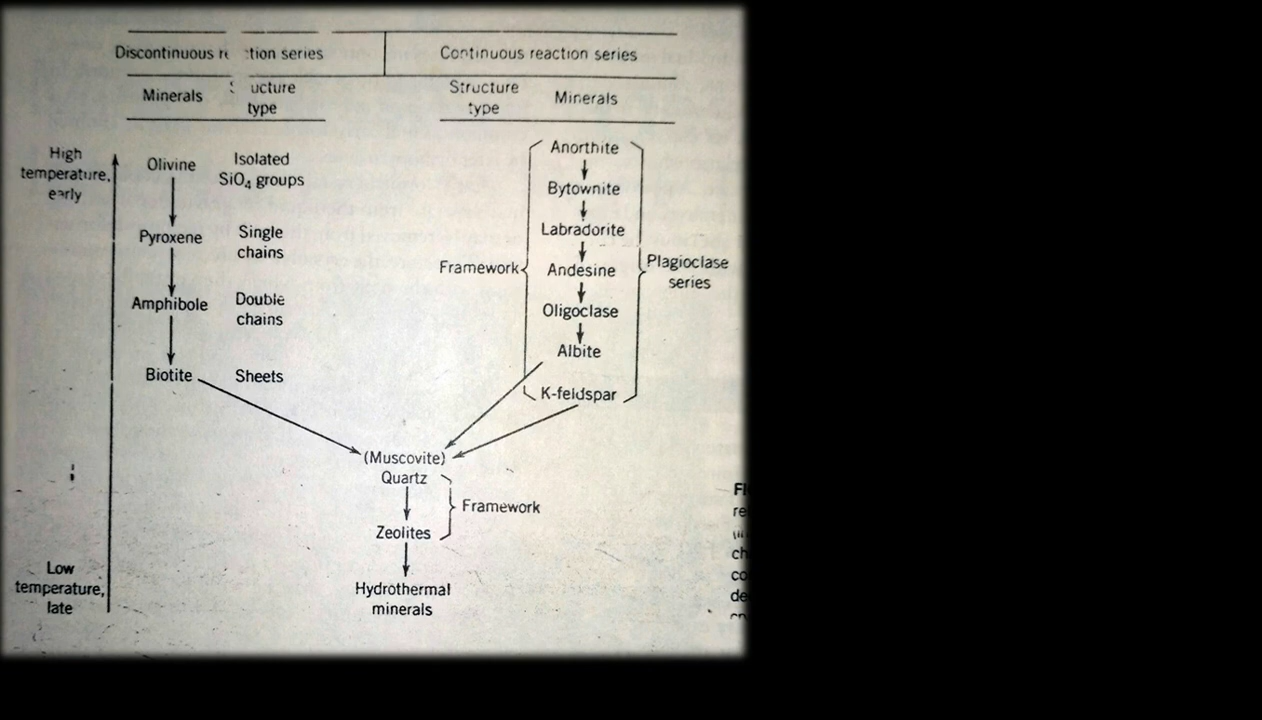 Discontinuous reaction series
Continuous reaction series
Minerals
Structure
type
Structure
type
Minerals
High
temperature,
early
Olivine
Isolated
SiO₄ groups
Pyroxene
Single
chains
Amphibole
Double
chains
Biotite
Sheets
Anorthite
Bytownite
Labradorite
Framework
Andesine
Plagioclase
series
Oligoclase
Albite
K-feldspar
(Muscovite)
Quartz
Framework
Zeolites
Hydrothermal
minerals
Low
temperature,
late